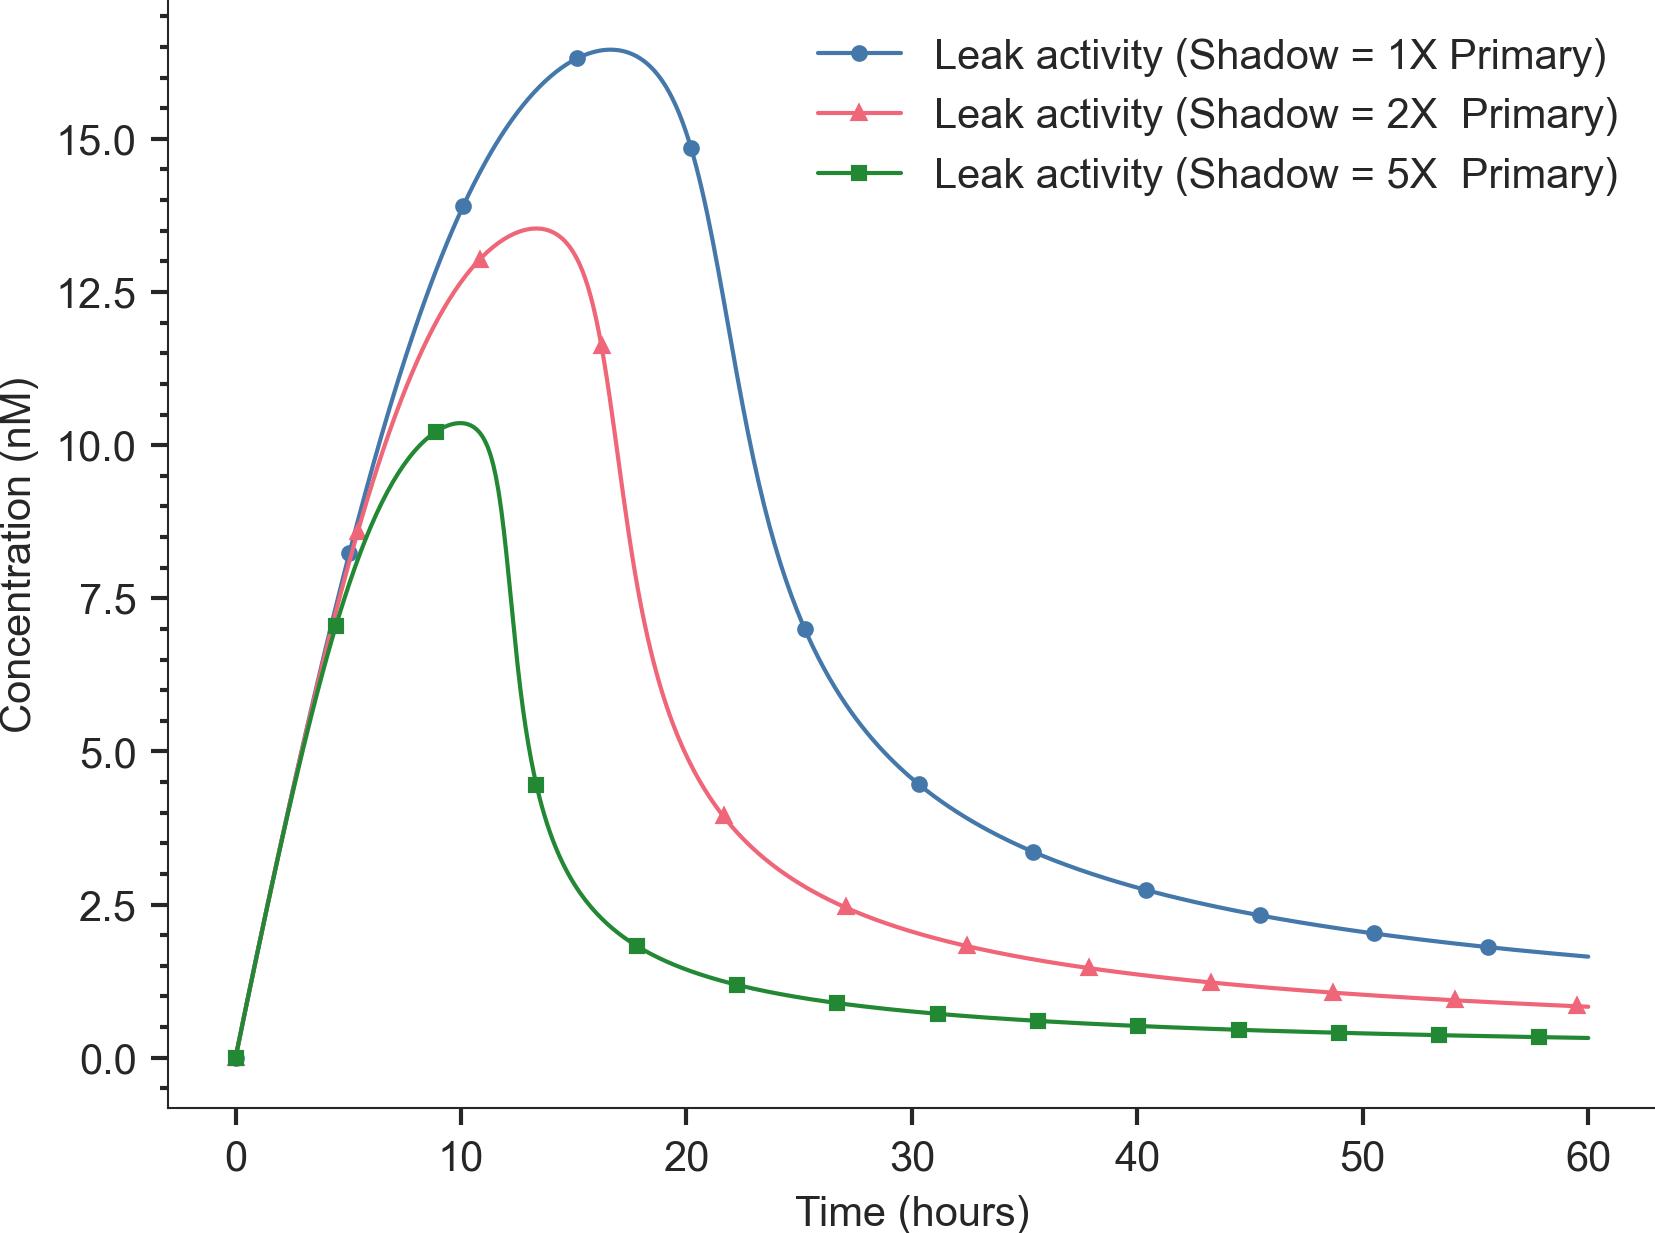 Leak activity (Shadow = 1X Primary)
Leak activity (Shadow = 2X  Primary)
Leak activity (Shadow = 5X  Primary)
Concentration (nM)
15.0
12.5
10.0
7.5
5.0
2.5
0.0
0 10 20 30 40 50 60
Time (hours)